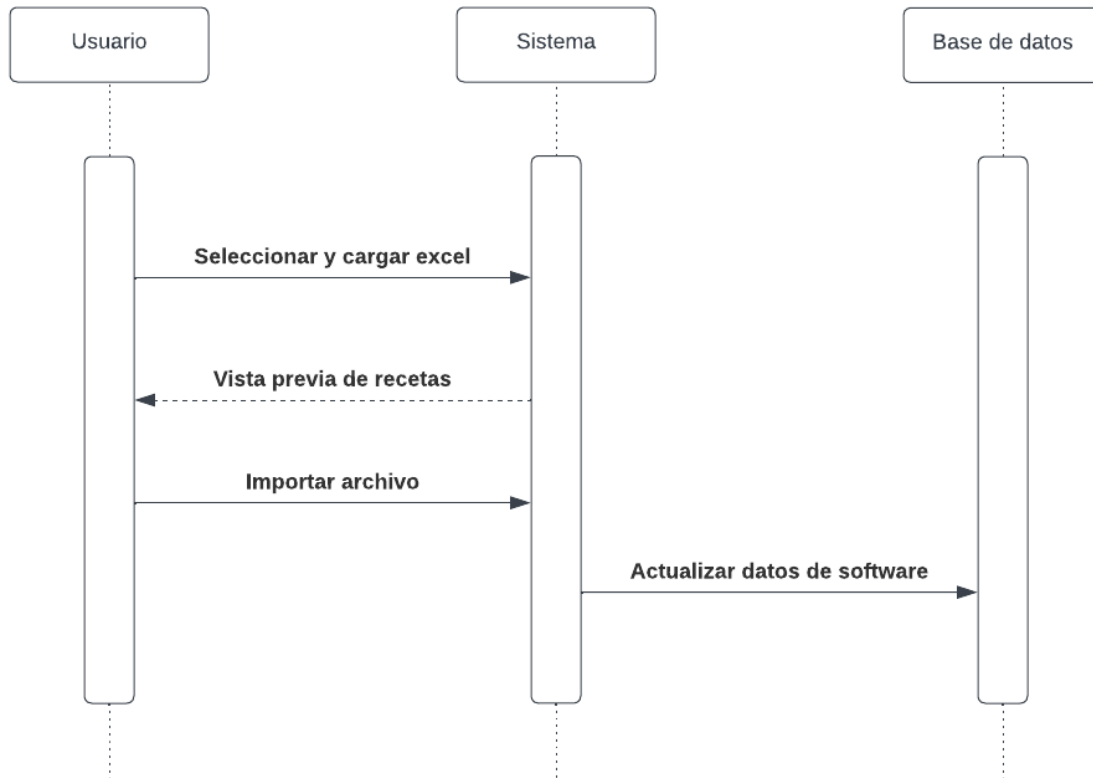 Usuario
Sistema
Base de datos
Seleccionar y cargar excel
Vista previa de recetas
Importar archivo
Actualizar datos de software